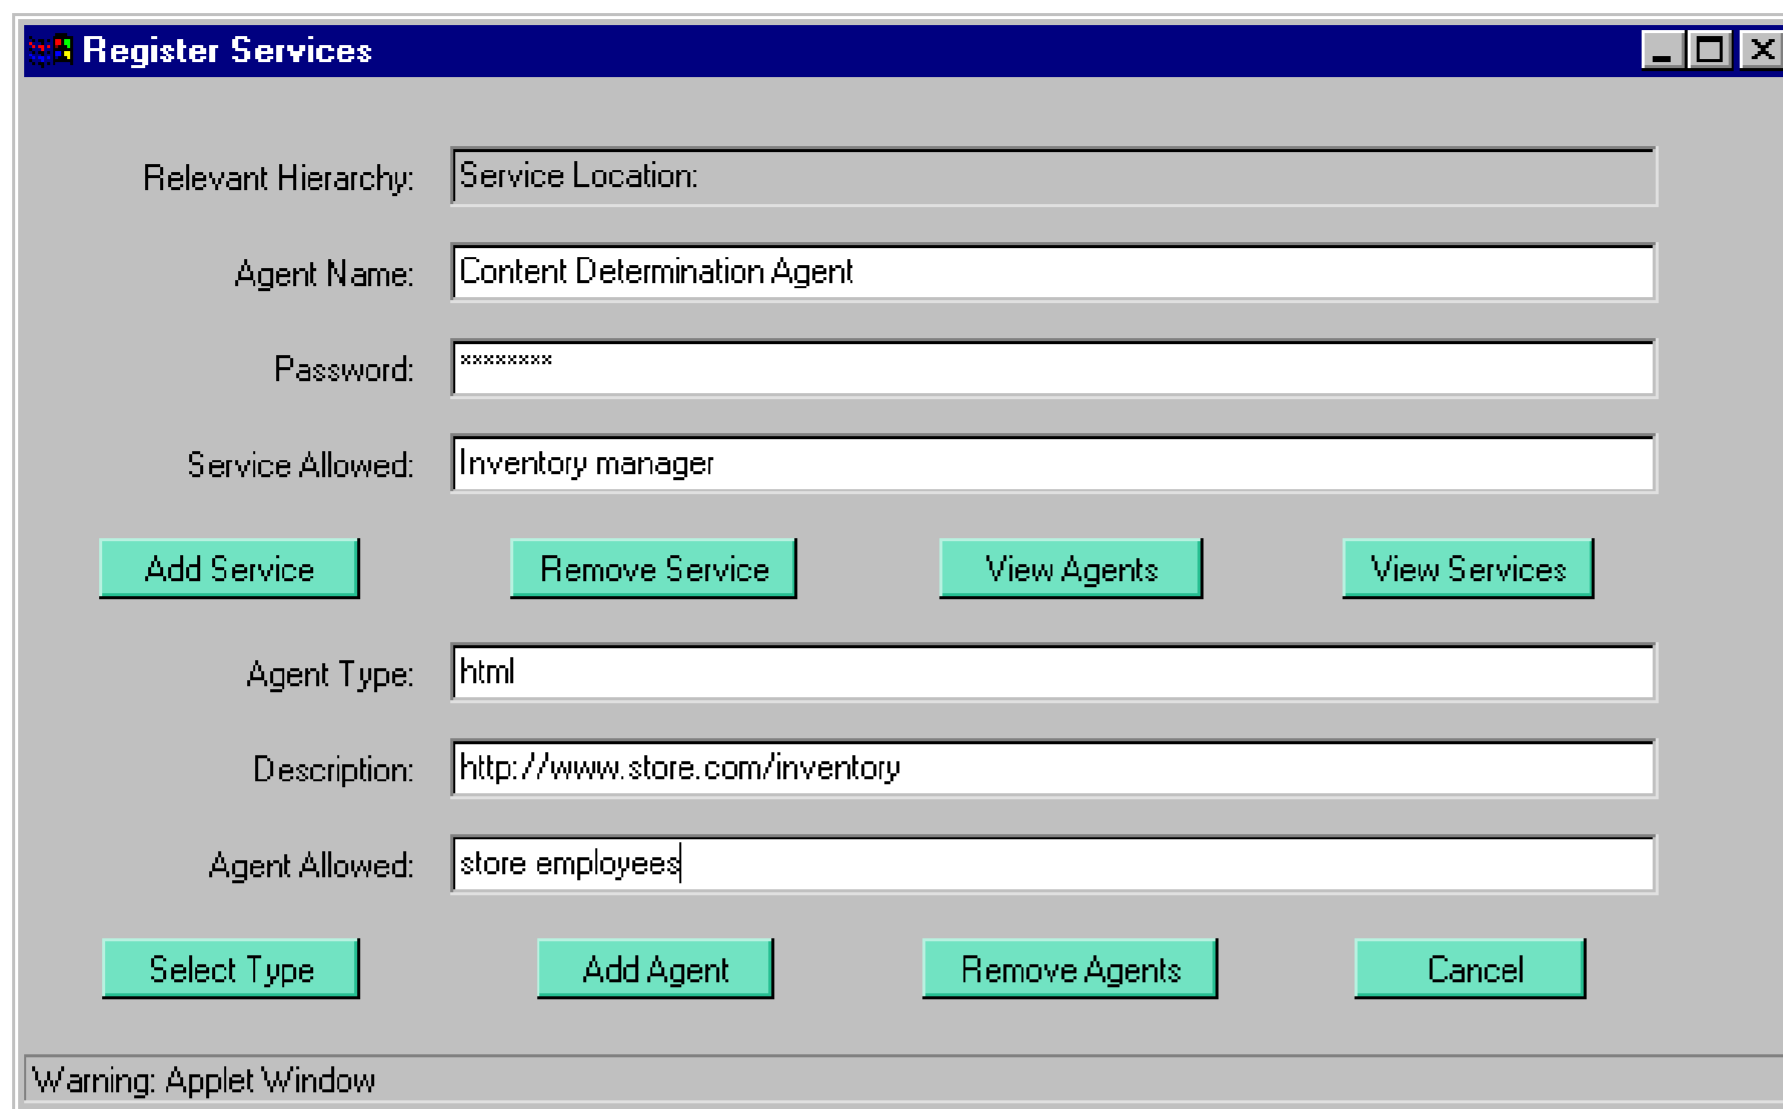 Register Services
Relevant Hierarchy: Service Location:
Agent Name: Content Determination Agent
Password: ********
Service Allowed: Inventory manager
Add Service Remove Service View Agents View Services
Agent Type: html
Description: http://www.store.com/inventory
Agent Allowed: store employees
Select Type Add Agent Remove Agents Cancel
Warning: Applet Window